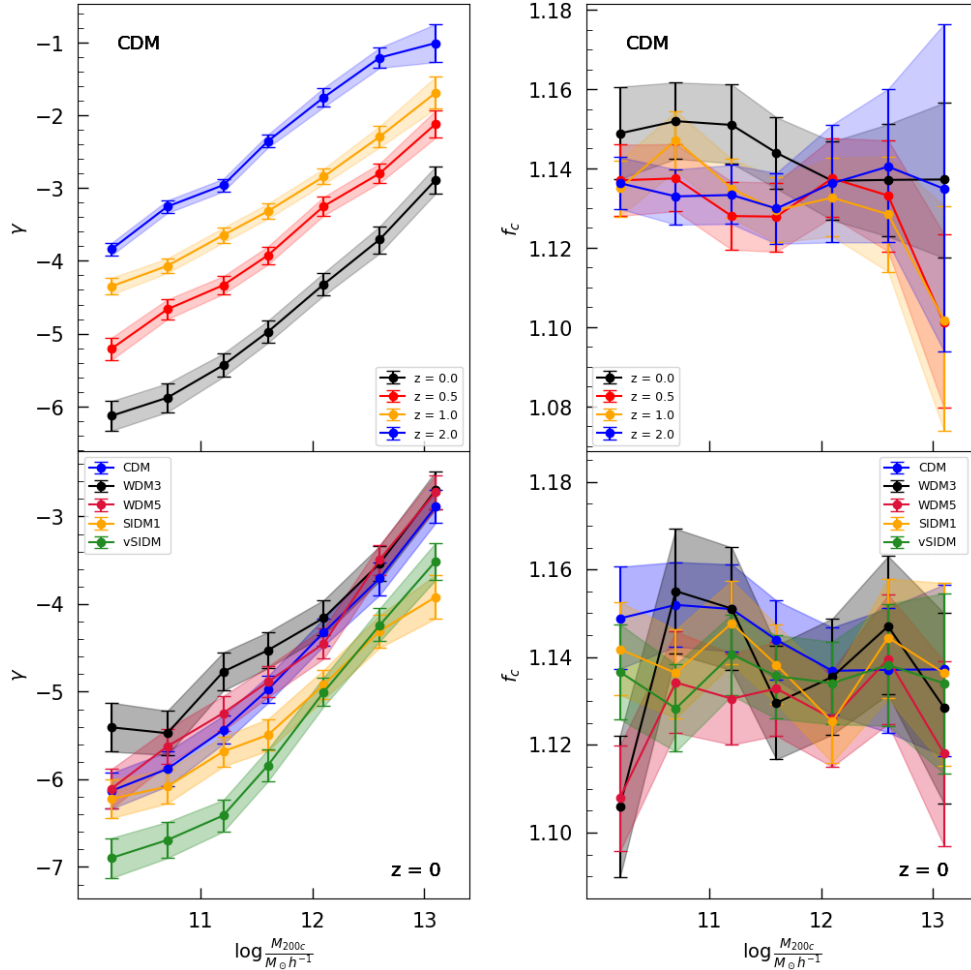 CDM
γ
−1
−2
−3
−4
−5
−6
z = 0.0
z = 0.5
z = 1.0
z = 2.0
CDM
f_c
1.18
1.16
1.14
1.12
1.10
1.08
z = 0.0
z = 0.5
z = 1.0
z = 2.0
CDM
WDM3
WDM5
SIDM1
vSIDM
γ
−3
−4
−5
−6
−7
z = 0
11 12 13
log M_{200c}/M_⊙ h^{−1}
CDM
WDM3
WDM5
SIDM1
vSIDM
f_c
1.18
1.16
1.14
1.12
1.10
z = 0
11 12 13
log M_{200c}/M_⊙ h^{−1}